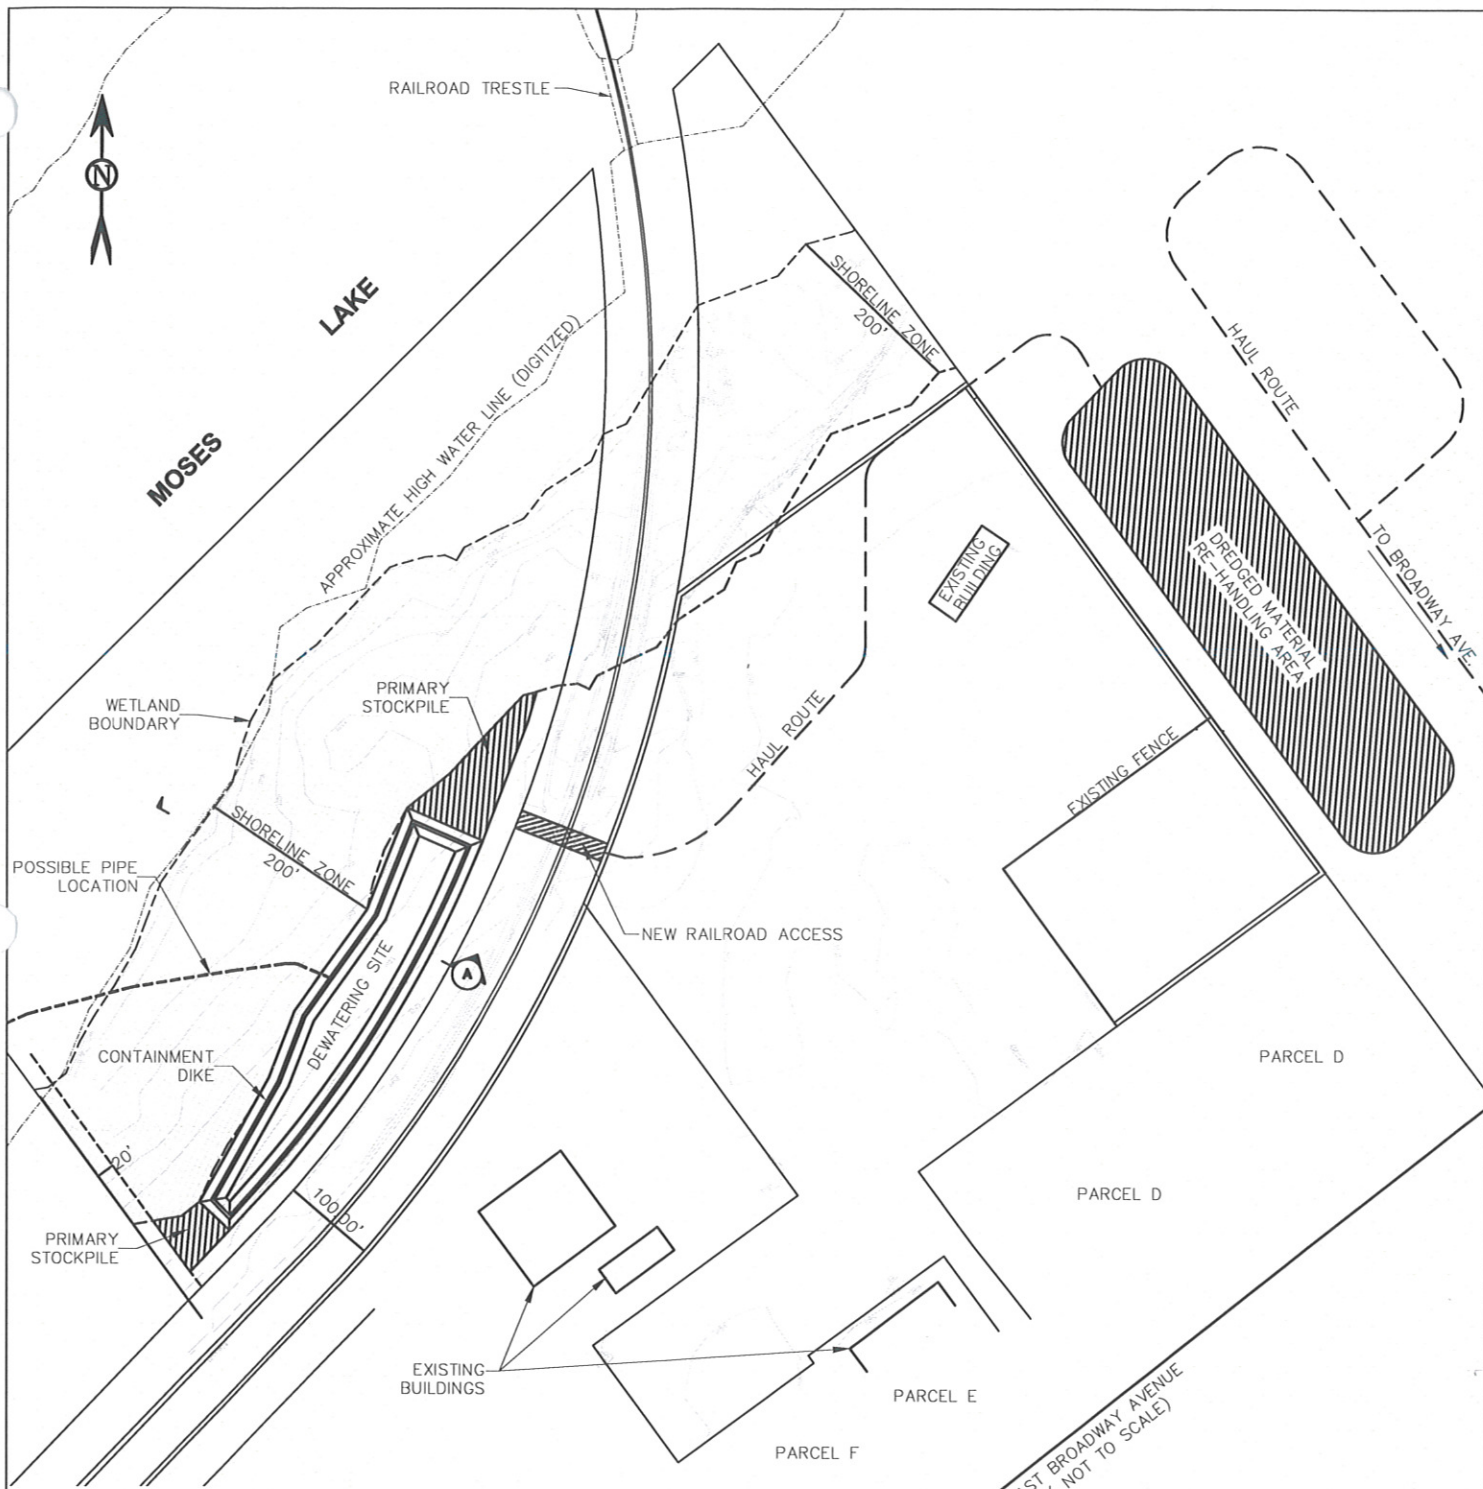 RAILROAD TRESTLE
N
MOSES LAKE
SHORELINE ZONE
200'
APPROXIMATE HIGH WATER LINE (DIGITIZED)
HAUL ROUTE
EXISTING
BUILDING
DREDGED MATERIAL
RE-HANDLING AREA
TO BROADWAY AVE.
WETLAND
BOUNDARY
PRIMARY
STOCKPILE
HAUL ROUTE
EXISTING FENCE
SHORELINE ZONE
200'
POSSIBLE PIPE
LOCATION
NEW RAILROAD ACCESS
A
DEWATERING SITE
CONTAINMENT
DIKE
PARCEL D
20'
100.00'
PARCEL D
PRIMARY
STOCKPILE
EXISTING
BUILDINGS
PARCEL E
PARCEL F
BROADWAY AVENUE
NOT TO SCALE)